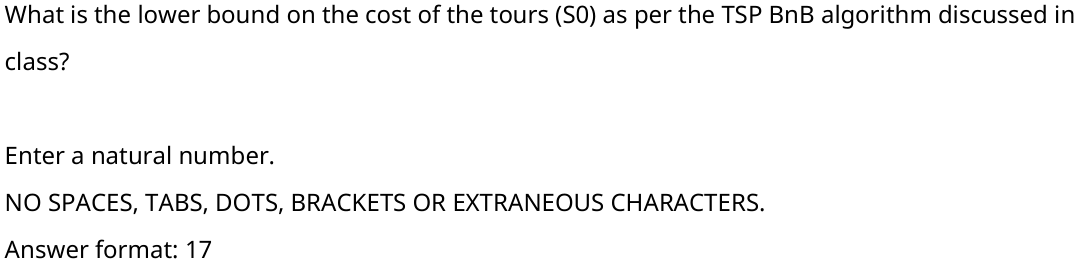 What is the lower bound on the cost of the tours (S0) as per the TSP BnB algorithm discussed in
class?
Enter a natural number.
NO SPACES, TABS, DOTS, BRACKETS OR EXTRANEOUS CHARACTERS.
Answer format: 17